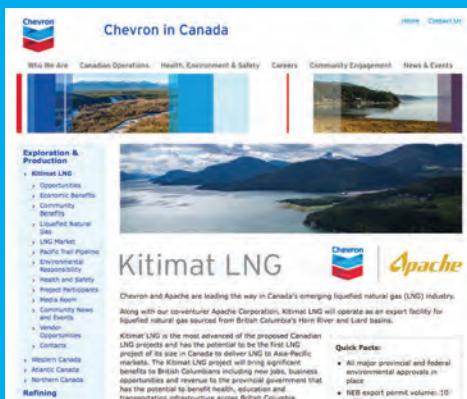 Chevron
Chevron in Canada
Home Contact Us
Who We Are Canadian Operations Health, Environment & Safety Careers Community Engagement News & Events
Exploration &
Production
Kitimat LNG
Opportunities
Economic Benefits
Community
Benefits
Liquefied Natural
Gas
LNG Market
Pacific Trail Pipeline
Environmental
Responsibility
Health and Safety
Project Participants
Media Room
Community News
and Events
Vendor
Opportunities
Contacts
Western Canada
Atlantic Canada
Northern Canada
Refining
Kitimat LNG
Chevron
Apache
Chevron and Apache are leading the way in Canada's emerging liquefied natural gas (LNG) industry.
Along with our co-venturer Apache Corporation, Kitimat LNG will operate as an export facility for
liquefied natural gas sourced from British Columbia's Horn River and Liard basins.
Kitimat LNG is the most advanced of the proposed Canadian
LNG projects and has the potential to be the first LNG
project of its size in Canada to deliver LNG to Asia-Pacific
markets. The Kitimat LNG project will bring significant
benefits to British Columbians including new jobs, business
opportunities and revenue to the provincial government that
has the potential to benefit health, education and
transportation infrastructure across British Columbia.
Quick Facts:
All major provincial and federal
environmental approvals in
place
NEB export permit volume: 10